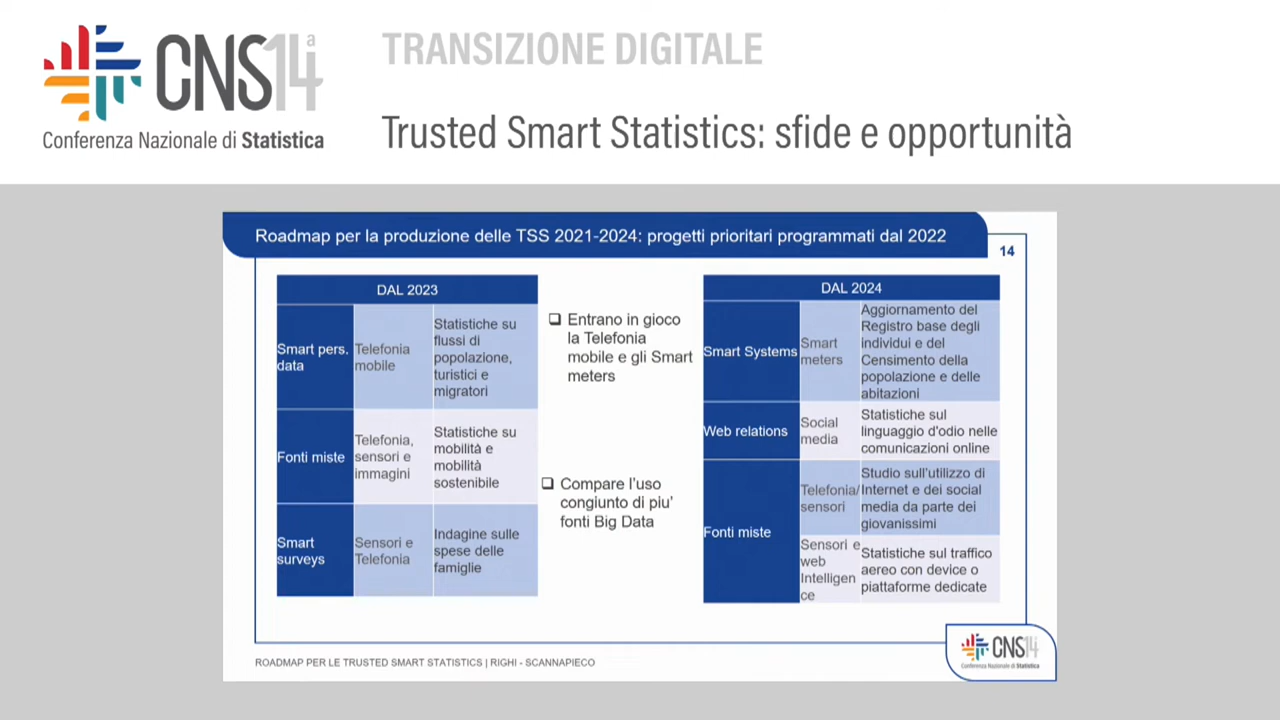 CNS14a
Conferenza Nazionale di Statistica
TRANSIZIONE DIGITALE
Trusted Smart Statistics: sfide e opportunità
Roadmap per la produzione delle TSS 2021-2024: progetti prioritari programmati dal 2022
14
DAL 2023
Smart pers.
data
Telefonia
mobile
Statistiche su
flussi di
popolazione,
turistici e
migratori
Fonti miste
Telefonia,
sensori e
immagini
Statistiche su
mobilità e
mobilità
sostenibile
Smart
surveys
Sensori e
Telefonia
Indagine sulle
spese delle
famiglie
Entrano in gioco
la Telefonia
mobile e gli Smart
meters
Compare l'uso
congiunto di piu'
fonti Big Data
DAL 2024
Smart Systems
Smart
meters
Aggiornamento del
Registro base degli
individui e del
Censimento della
popolazione e delle
abitazioni
Web relations
Social
media
Statistiche sul
linguaggio d'odio nelle
comunicazioni online
Fonti miste
Telefonia/
sensori
Studio sull'utilizzo di
Internet e dei social
media da parte dei
giovanissimi
Sensori e
web
Intelligen
ce
Statistiche sul traffico
aereo con device o
piattaforme dedicate
ROADMAP PER LE TRUSTED SMART STATISTICS | RIGHI - SCANNAPIECO
CNS14
Conferenza Nazionale di Statistica